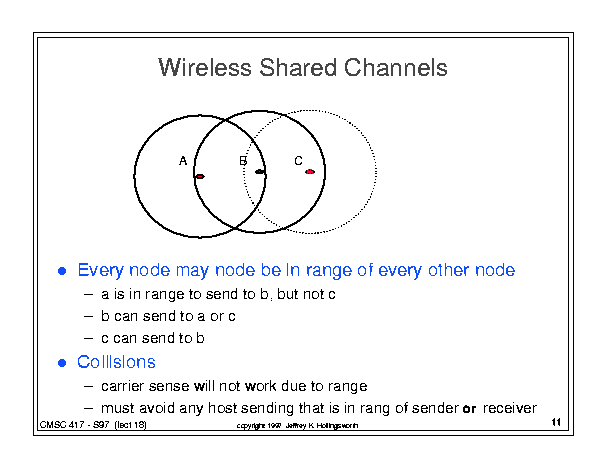 Wireless Shared Channels
A B C
● Every node may node be In range of every other node
– a is in range to send to b, but not c
– b can send to a or c
– c can send to b
● Collisions
– carrier sense will not work due to range
– must avoid any host sending that is in rang of sender or receiver
CMSC 417 - S97 (lect 18) copyright 1997 Jeffrey K. Hollingsworth 11